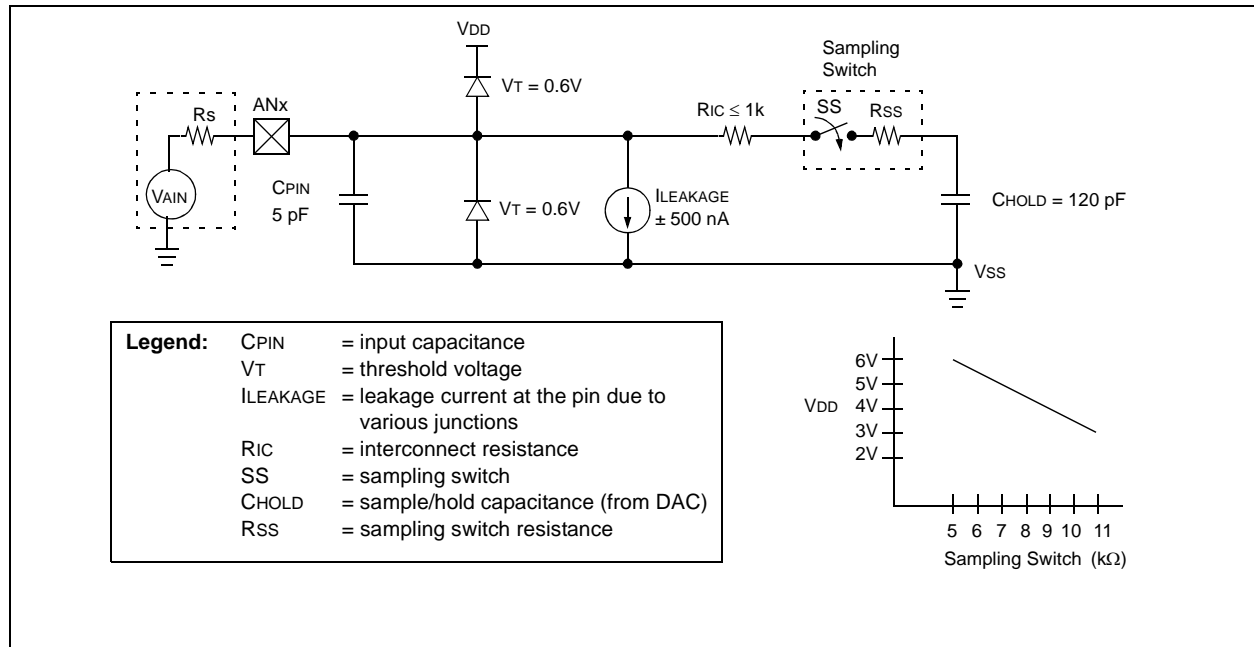 VDD
Sampling
Switch
VT = 0.6V
ANx
RIC ≤ 1k
SS
RSS
Rs
VAIN
CPIN
5 pF
VT = 0.6V
ILEAKAGE
± 500 nA
CHOLD = 120 pF
VSS
Legend: CPIN = input capacitance
VT = threshold voltage
ILEAKAGE = leakage current at the pin due to
various junctions
RIC = interconnect resistance
SS = sampling switch
CHOLD = sample/hold capacitance (from DAC)
RSS = sampling switch resistance
6V
5V
VDD 4V
3V
2V
5 6 7 8 9 10 11
Sampling Switch (kΩ)